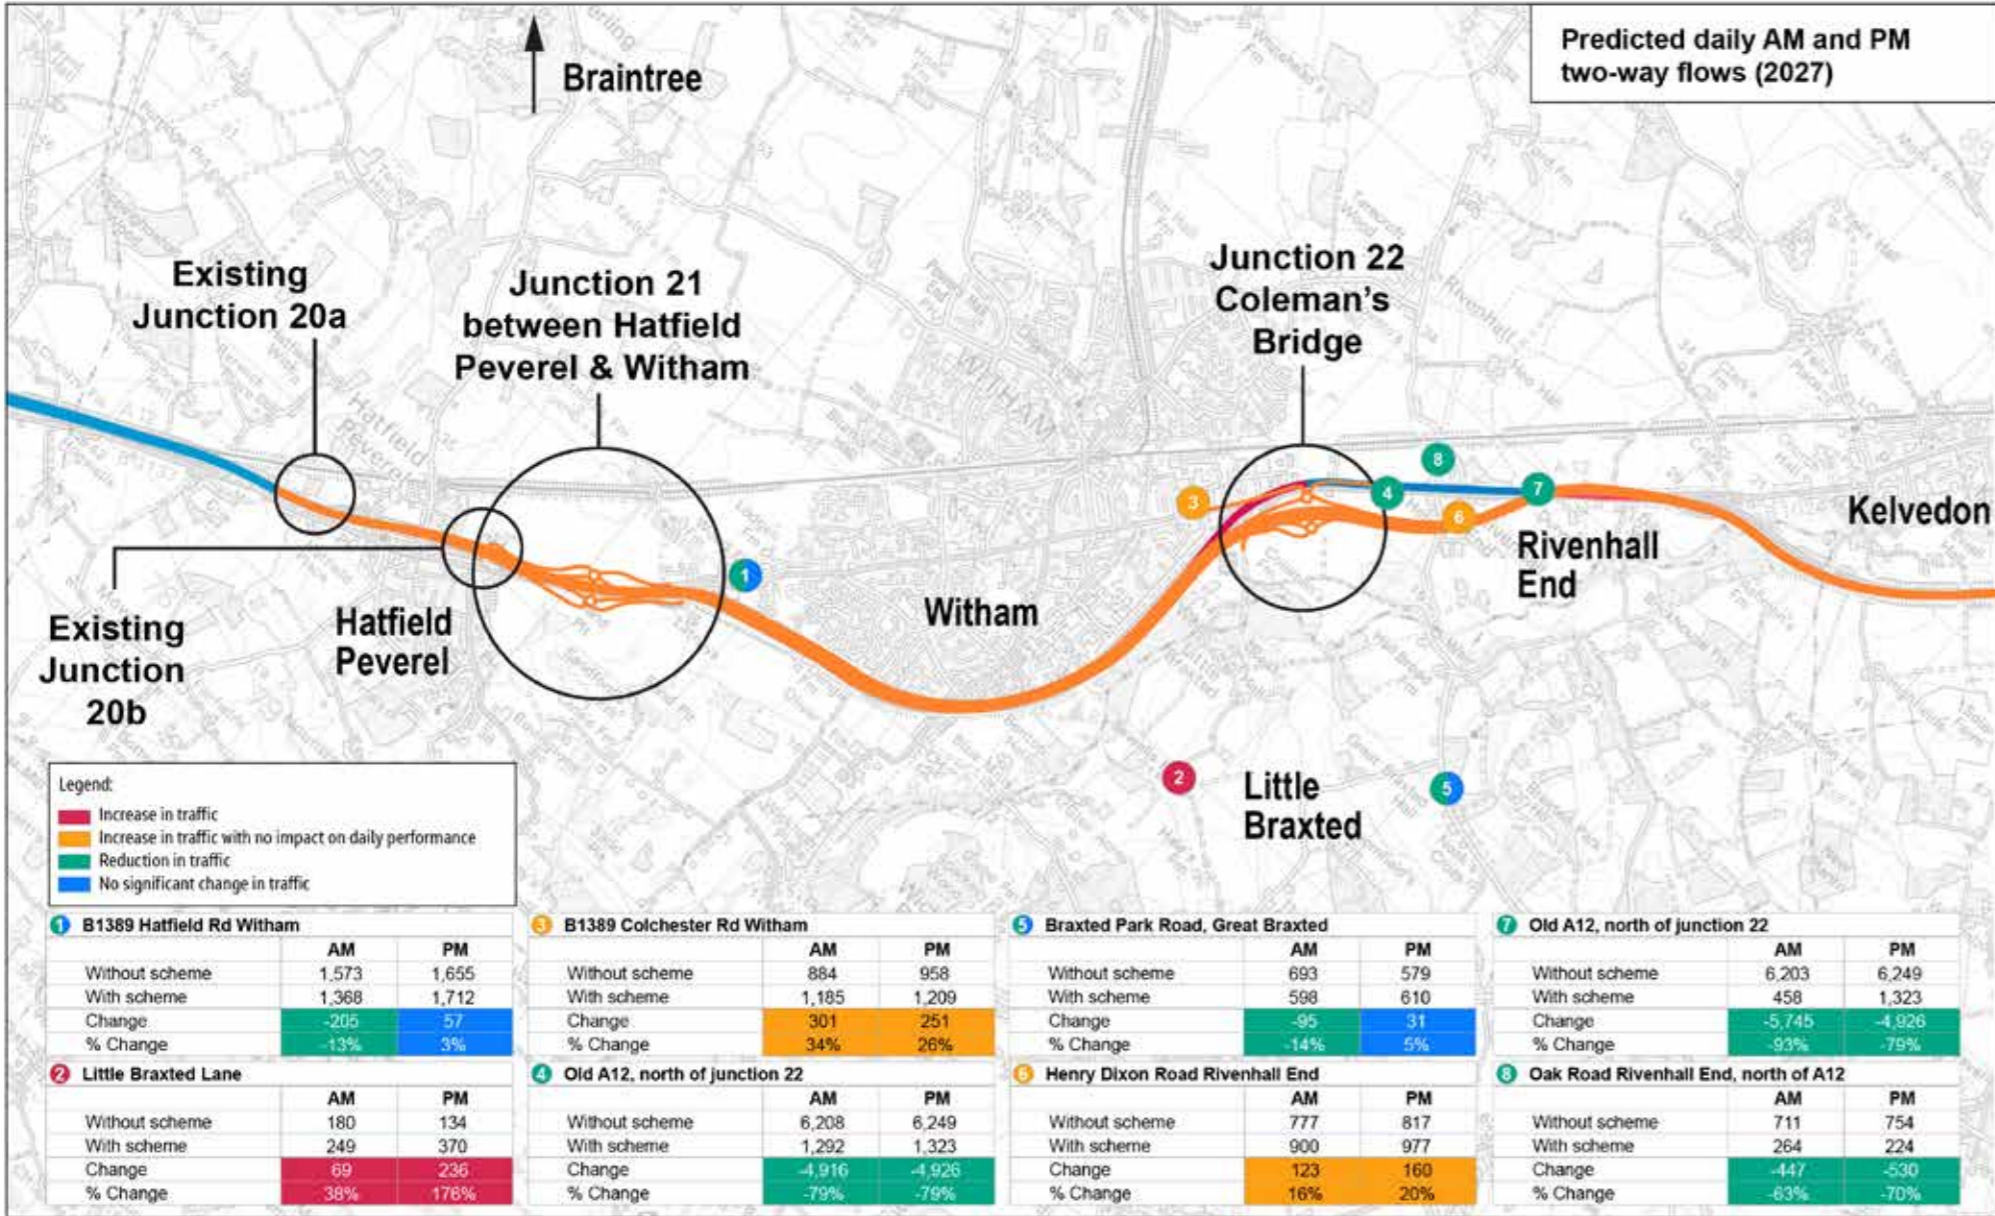 Predicted daily AM and PM
two-way flows (2027)
Braintree
Existing
Junction 20a
Junction 21
between Hatfield
Peverel & Witham
Junction 22
Coleman's
Bridge
Hatfield
Peverel
WITHAM
8
3
4
7
6
1
Kelvedon
Rivenhall
End
Witham
Existing
Junction
20b
Hatfield
Peverel
2
5
Little
Braxted
Legend:
Increase in traffic
Increase in traffic with no impact on daily performance
Reduction in traffic
No significant change in traffic
1 B1389 Hatfield Rd Witham
AM PM
Without scheme 1,573 1,655
With scheme 1,368 1,712
Change -205 57
% Change -13% 3%
2 Little Braxted Lane
AM PM
Without scheme 180 134
With scheme 249 370
Change 69 236
% Change 38% 176%
3 B1389 Colchester Rd Witham
AM PM
Without scheme 884 958
With scheme 1,185 1,209
Change 301 251
% Change 34% 26%
4 Old A12, north of junction 22
AM PM
Without scheme 6,208 6,249
With scheme 1,292 1,323
Change -4,916 -4,926
% Change -79% -79%
5 Braxted Park Road, Great Braxted
AM PM
Without scheme 693 579
With scheme 598 610
Change -95 31
% Change -14% 5%
6 Henry Dixon Road Rivenhall End
AM PM
Without scheme 777 817
With scheme 900 977
Change 123 160
% Change 16% 20%
7 Old A12, north of junction 22
AM PM
Without scheme 6,203 6,249
With scheme 458 1,323
Change -5,745 -4,926
% Change -93% -79%
8 Oak Road Rivenhall End, north of A12
AM PM
Without scheme 711 754
With scheme 264 224
Change -447 -530
% Change -63% -70%